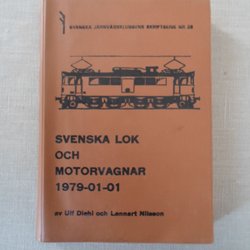 SVENSKA JÄRNVÄGSKLUBBENS SKRIFTSERIE NR 28
SVENSKA LOK
OCH
MOTORVAGNAR
1979-01-01
av Ulf Diehl och Lennart Nilsson